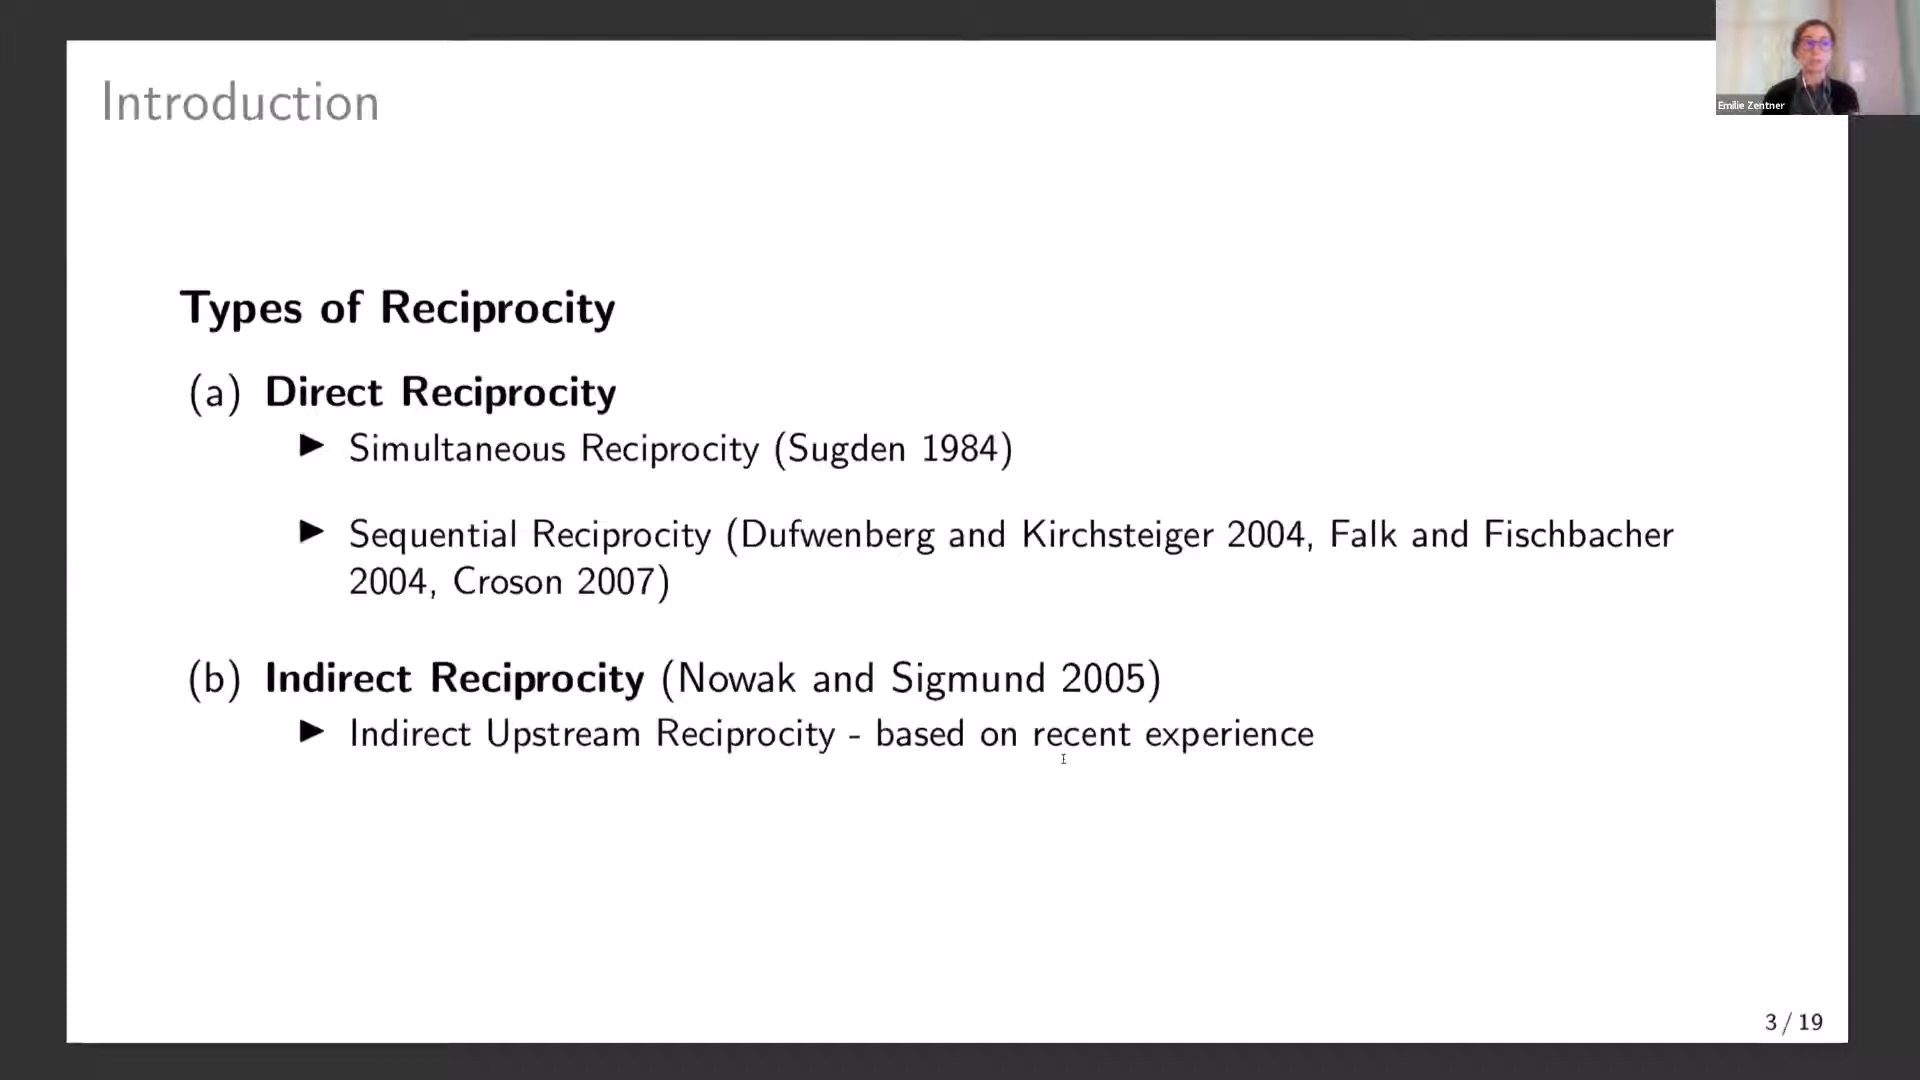 Introduction
Emilie Zentner
Types of Reciprocity
(a) Direct Reciprocity
▶ Simultaneous Reciprocity (Sugden 1984)
▶ Sequential Reciprocity (Dufwenberg and Kirchsteiger 2004, Falk and Fischbacher
2004, Croson 2007)
(b) Indirect Reciprocity (Nowak and Sigmund 2005)
▶ Indirect Upstream Reciprocity - based on recent experience
3 / 19